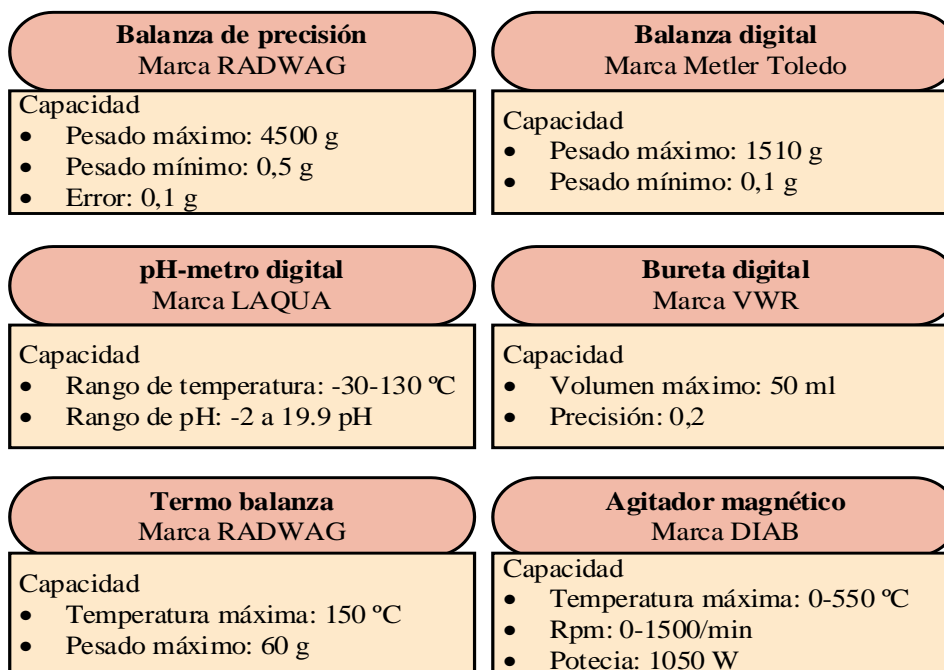 Balanza de precisión
Marca RADWAG
Capacidad
• Pesado máximo: 4500 g
• Pesado mínimo: 0,5 g
• Error: 0,1 g
Balanza digital
Marca Metler Toledo
Capacidad
• Pesado máximo: 1510 g
• Pesado mínimo: 0,1 g
pH-metro digital
Marca LAQUA
Capacidad
• Rango de temperatura: -30-130 ºC
• Rango de pH: -2 a 19.9 pH
Bureta digital
Marca VWR
Capacidad
• Volumen máximo: 50 ml
• Precisión: 0,2
Termo balanza
Marca RADWAG
Capacidad
• Temperatura máxima: 150 ºC
• Pesado máximo: 60 g
Agitador magnético
Marca DIAB
Capacidad
• Temperatura máxima: 0-550 ºC
• Rpm: 0-1500/min
• Potecia: 1050 W